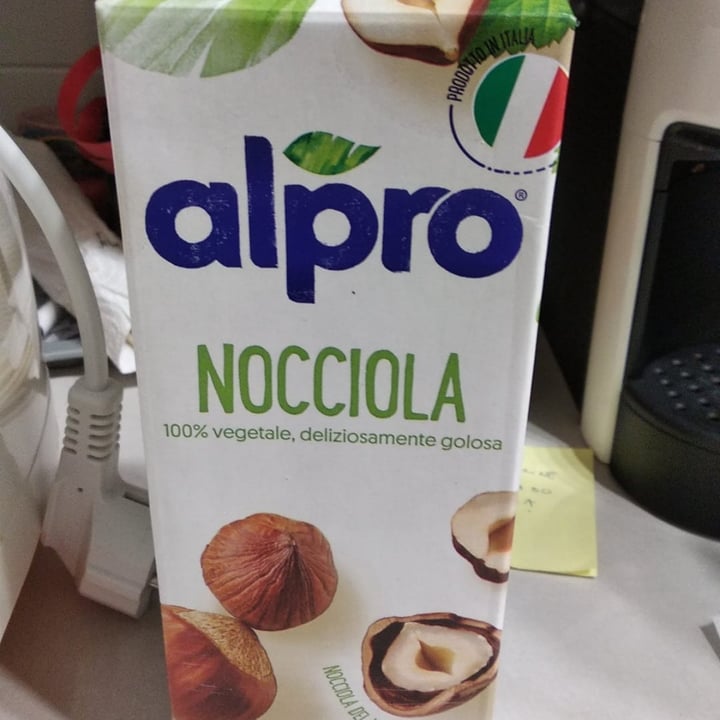 PRODOTTO IN ITALIA
alpro®
NOCCIOLA
100% vegetale, deliziosamente golosa
NOCCIOLA DEL